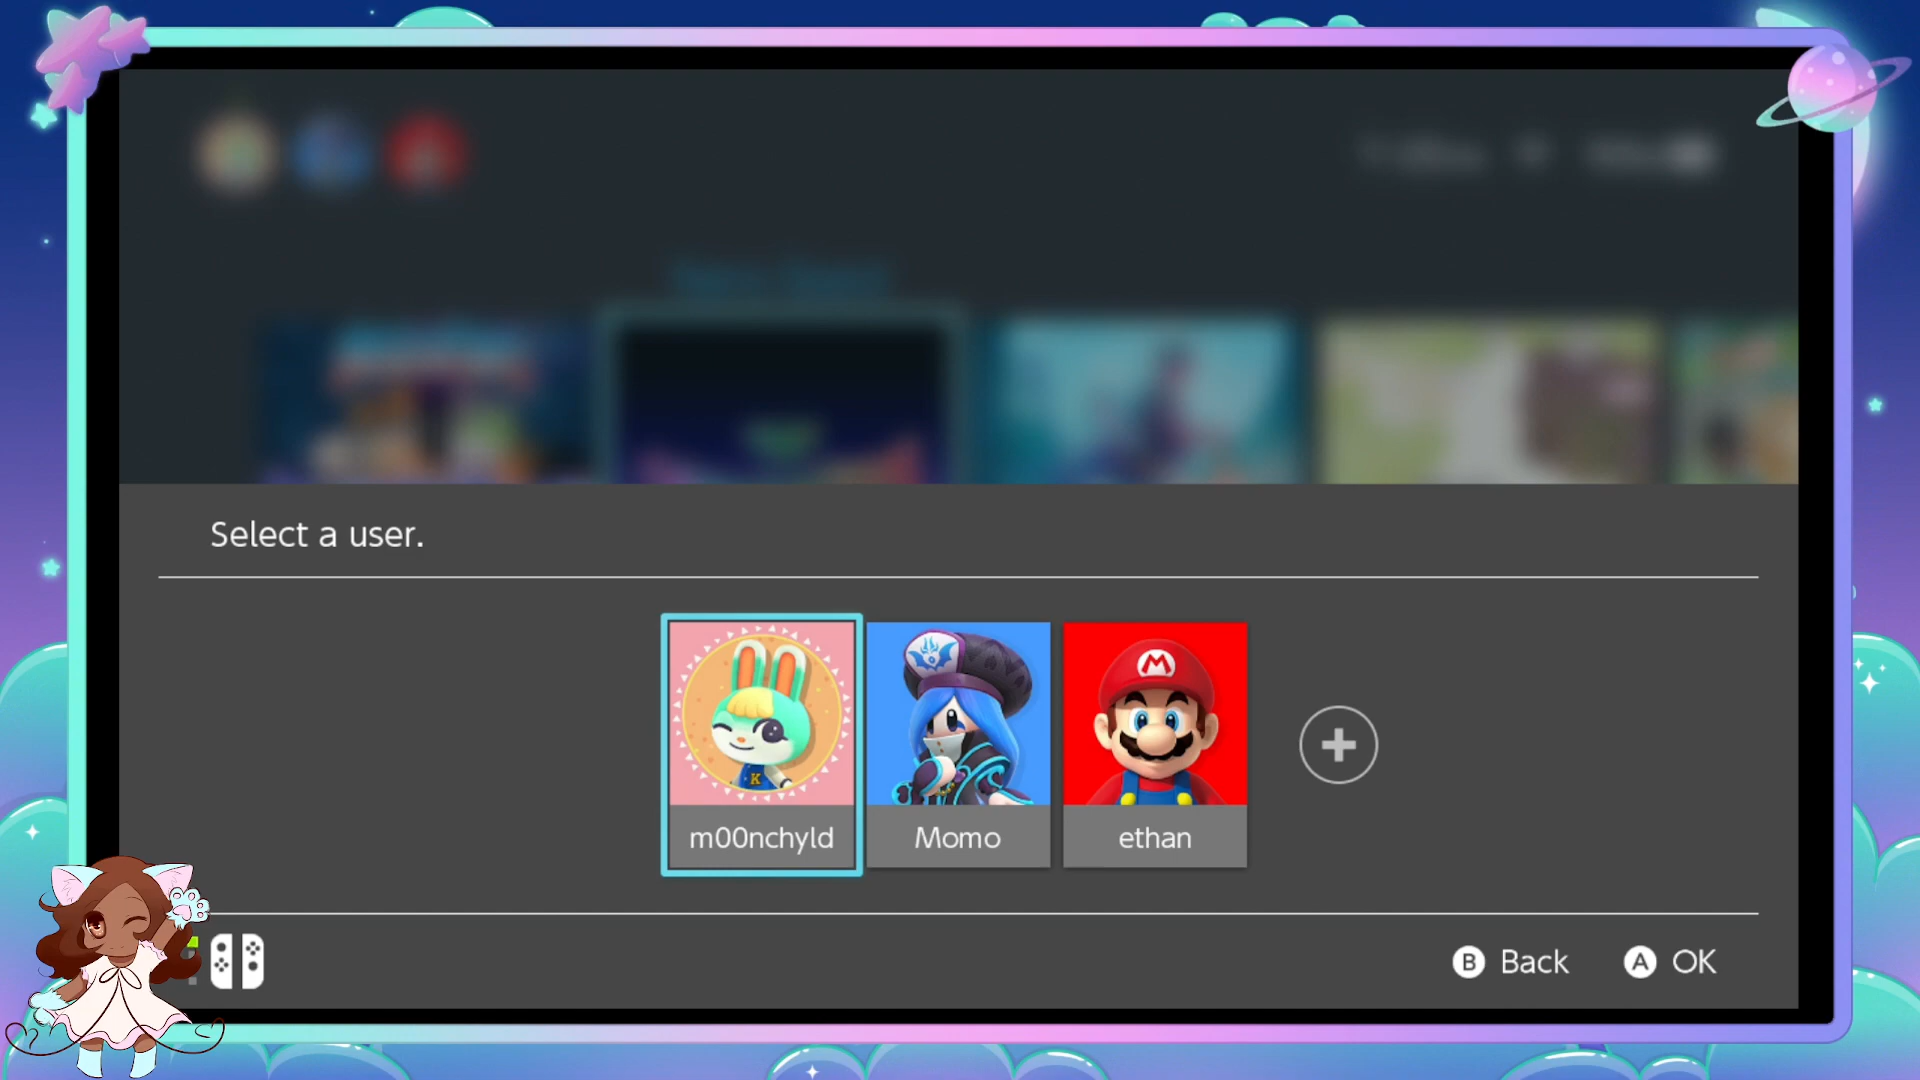 Select a user.
m00nchyld
Momo
ethan
B Back
A OK